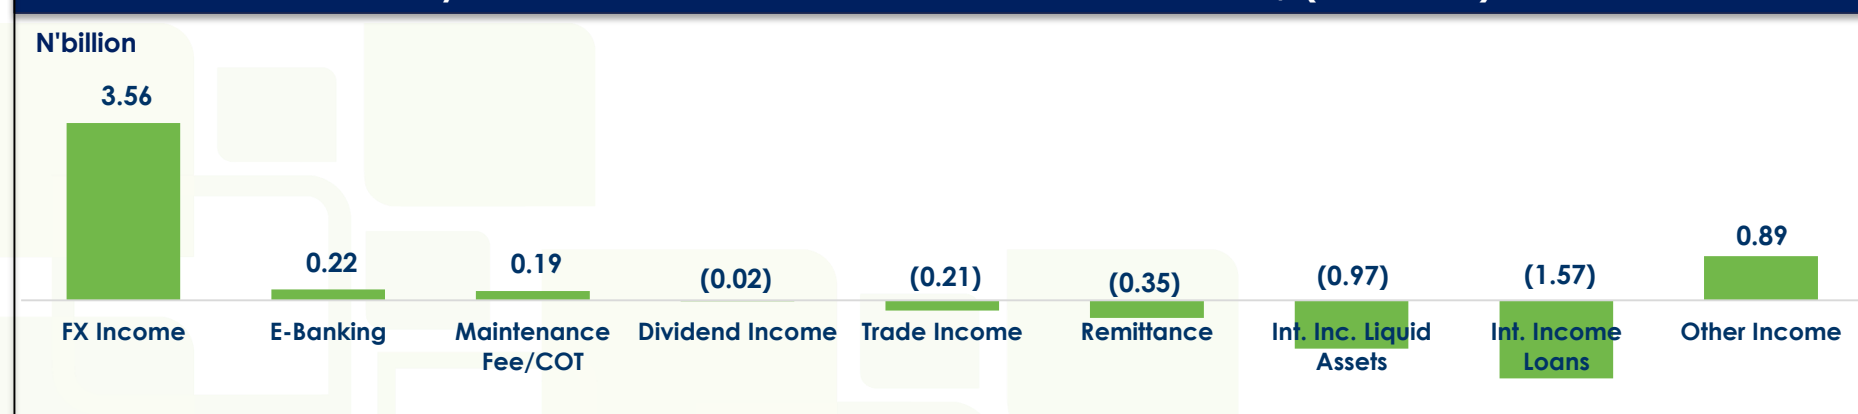 N'billion
3.56
0.22
0.19
(0.02)
(0.21)
(0.35)
(0.97)
(1.57)
0.89
FX Income
E-Banking
Maintenance
Fee/COT
Dividend Income
Trade Income
Remittance
Int. Inc. Liquid
Assets
Int. Income
Loans
Other Income